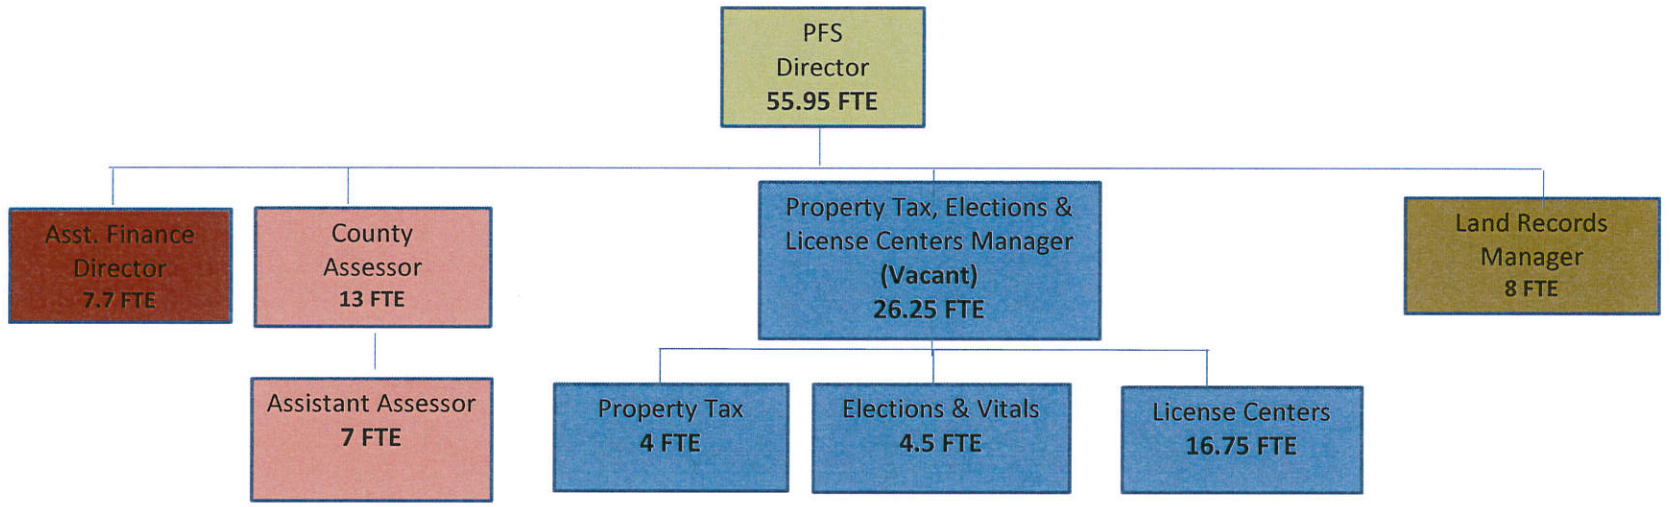 PFS
Director
55.95 FTE
Asst. Finance
Director
7.7 FTE
County
Assessor
13 FTE
Property Tax, Elections &
License Centers Manager
(Vacant)
26.25 FTE
Land Records
Manager
8 FTE
Assistant Assessor
7 FTE
Property Tax
4 FTE
Elections & Vitals
4.5 FTE
License Centers
16.75 FTE